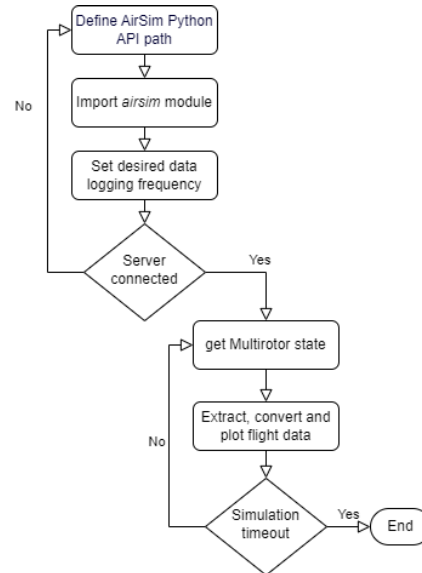 Define AirSim Python
API path
No
Import airsim module
Set desired data
logging frequency
Server
connected
Yes
get Multirotor state
Extract, convert and
plot flight data
No
Simulation
timeout
Yes
End